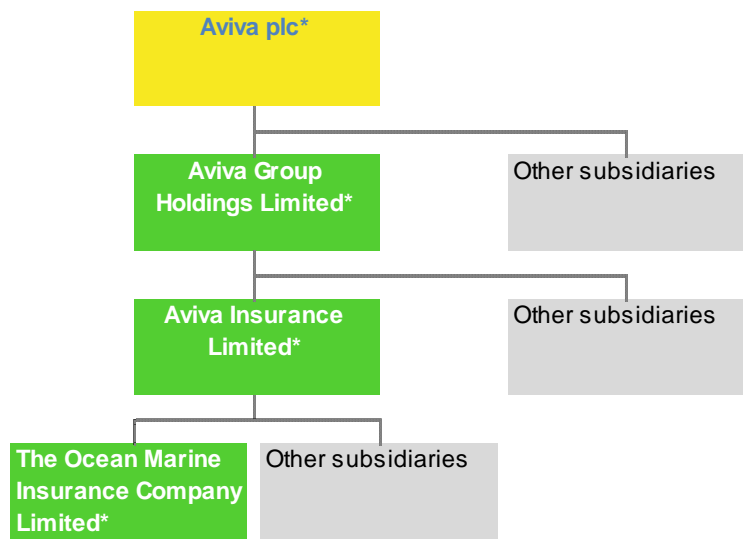 Aviva plc*
Aviva Group
Holdings Limited*
Other subsidiaries
Aviva Insurance
Limited*
Other subsidiaries
The Ocean Marine
Insurance Company
Limited*
Other subsidiaries